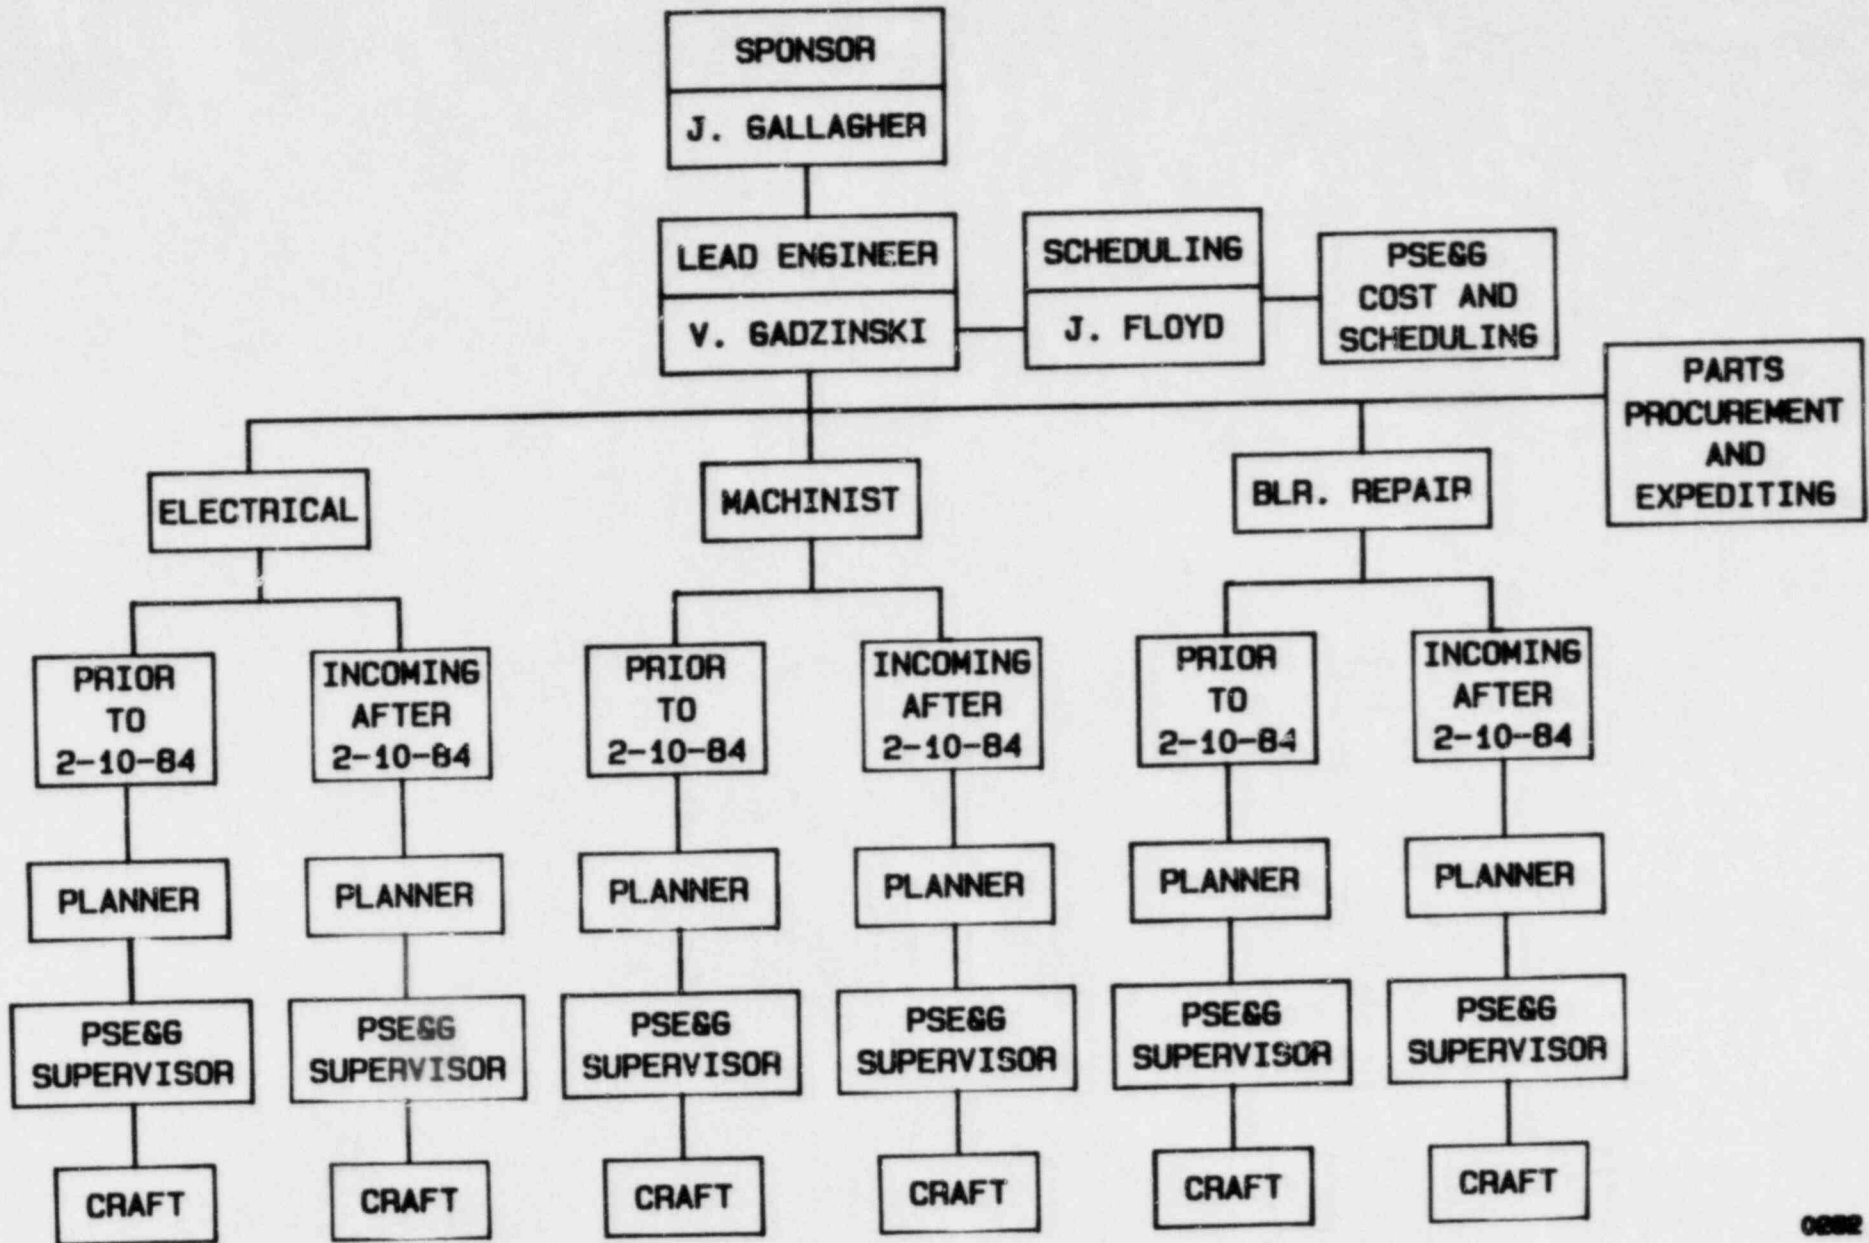 SPONSOR
J. GALLAGHER
LEAD ENGINEER
V. GADZINSKI
SCHEDULING
J. FLOYD
PSE&G
COST AND
SCHEDULING
PARTS
PROCUREMENT
AND
EXPEDITING
ELECTRICAL
MACHINIST
BLR. REPAIR
PRIOR
TO
2-10-84
INCOMING
AFTER
2-10-84
PRIOR
TO
2-10-84
INCOMING
AFTER
2-10-84
PRIOR
TO
2-10-84
INCOMING
AFTER
2-10-84
PLANNER
PLANNER
PLANNER
PLANNER
PLANNER
PLANNER
PSE&G
SUPERVISOR
PSE&G
SUPERVISOR
PSE&G
SUPERVISOR
PSE&G
SUPERVISOR
PSE&G
SUPERVISOR
PSE&G
SUPERVISOR
CRAFT
CRAFT
CRAFT
CRAFT
CRAFT
CRAFT